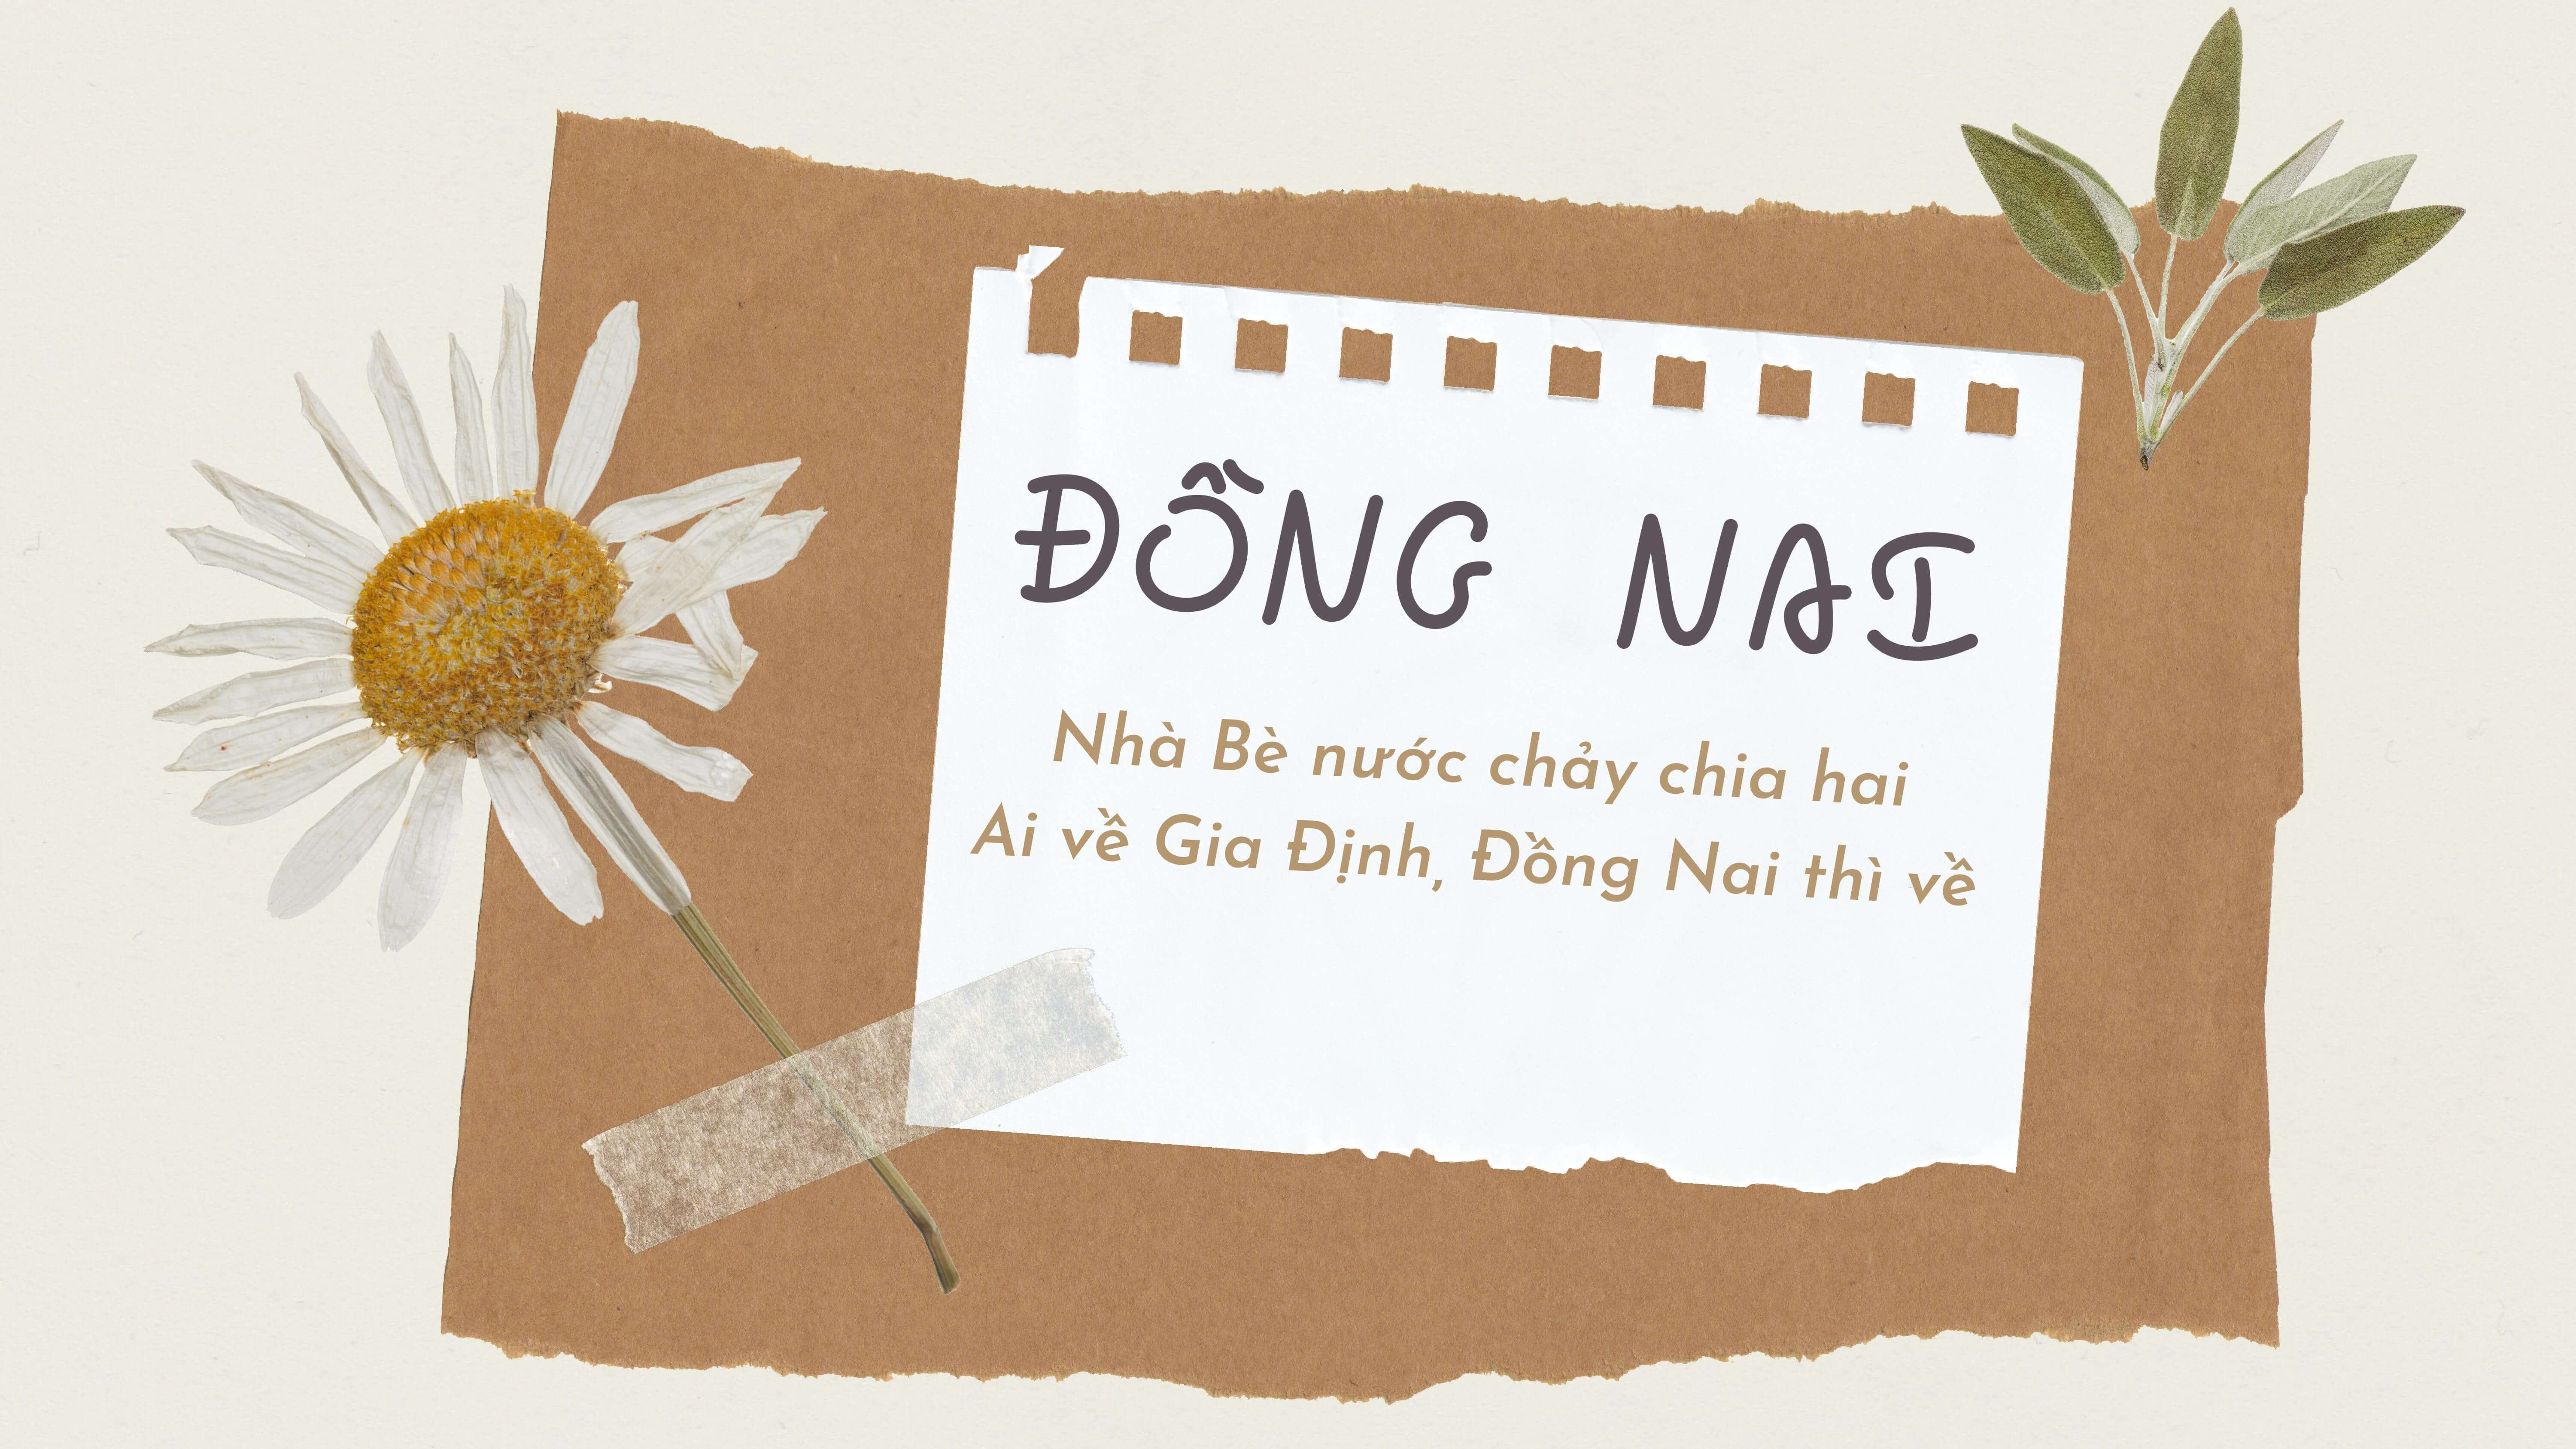 ĐỒNG NAI
Nhà Bè nước chảy chia hai
Ai về Gia Định, Đồng Nai thì về